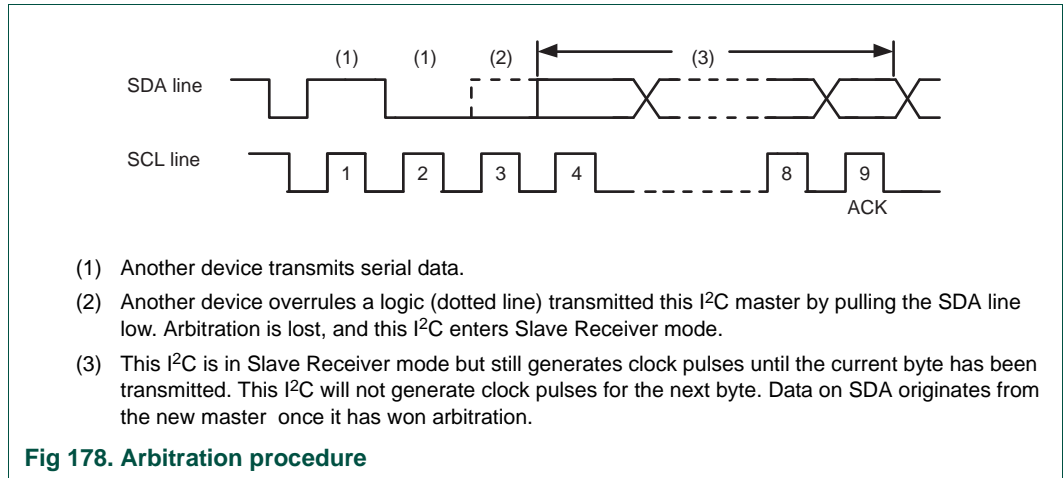 (1) (1) (2) (3)
SDA line
SCL line
1 2 3 4 8 9
ACK
(1) Another device transmits serial data.
(2) Another device overrules a logic (dotted line) transmitted this I2C master by pulling the SDA line
low. Arbitration is lost, and this I2C enters Slave Receiver mode.
(3) This I2C is in Slave Receiver mode but still generates clock pulses until the current byte has been
transmitted. This I2C will not generate clock pulses for the next byte. Data on SDA originates from
the new master once it has won arbitration.
Fig 178. Arbitration procedure